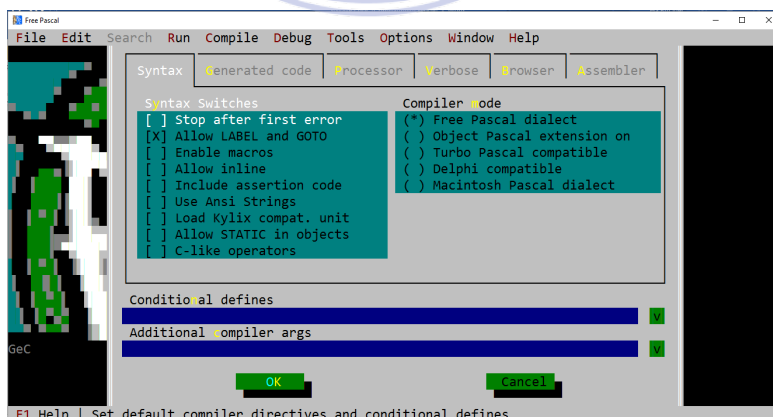 Free Pascal
File Edit Search Run Compile Debug Tools Options Window Help
Syntax Generated code Processor Verbose Browser Assembler
Syntax Switches
[ ] Stop after first error
[X] Allow LABEL and GOTO
[ ] Enable macros
[ ] Allow inline
[ ] Include assertion code
[ ] Use Ansi Strings
[ ] Load Kylix compat. unit
[ ] Allow STATIC in objects
[ ] C-like operators
Compiler mode
(*) Free Pascal dialect
( ) Object Pascal extension on
( ) Turbo Pascal compatible
( ) Delphi compatible
( ) Macintosh Pascal dialect
Conditional defines
v
Additional compiler args
v
GeC
OK Cancel
F1 Help | Set default compiler directives and conditional defines